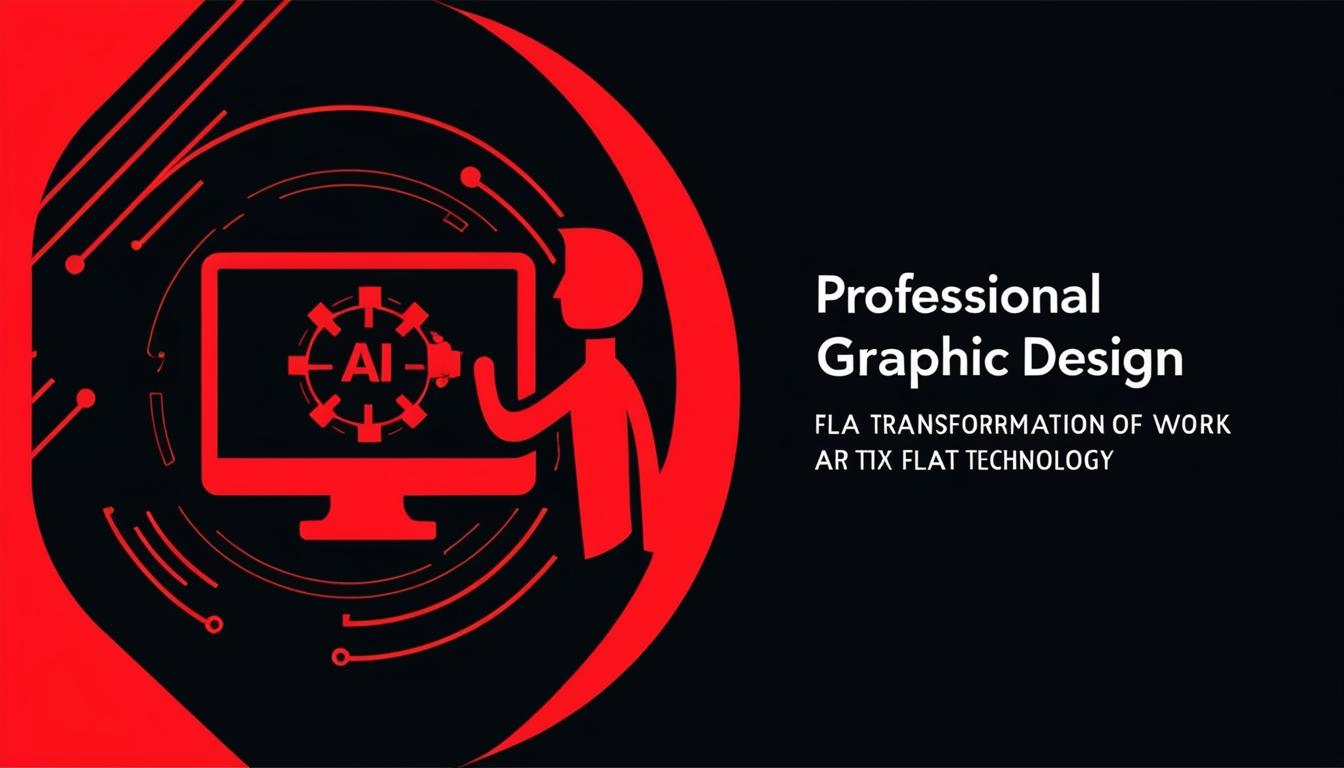 AI
Professional
Graphic Design
FLA TRANSFORRMATION OF WORK
AR TIX FLAT TECHNOLOGY